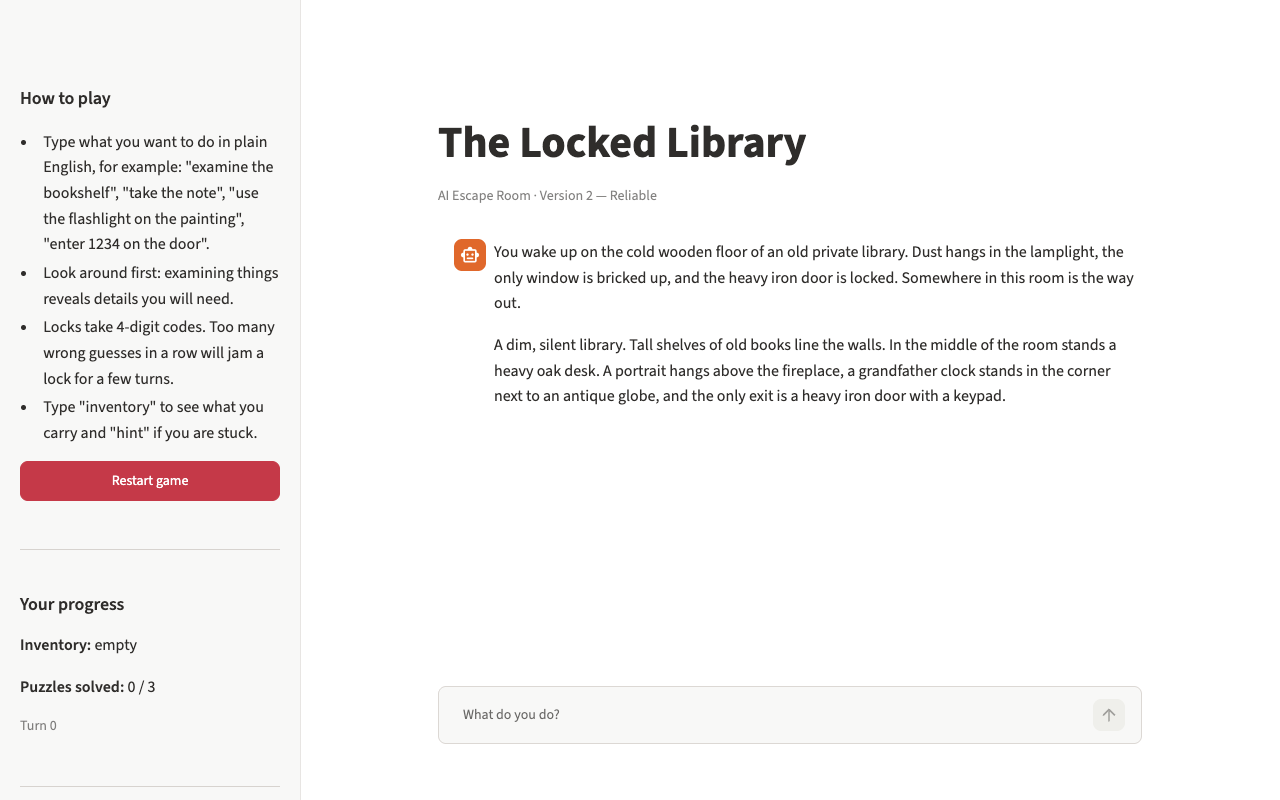 How to play
Type what you want to do in plain
English, for example: "examine the
bookshelf", "take the note", "use
the flashlight on the painting",
"enter 1234 on the door".
Look around first: examining things
reveals details you will need.
Locks take 4-digit codes. Too many
wrong guesses in a row will jam a
lock for a few turns.
Type "inventory" to see what you
carry and "hint" if you are stuck.
Restart game
Your progress
Inventory: empty
Puzzles solved: 0 / 3
Turn 0
The Locked Library
AI Escape Room · Version 2 — Reliable
You wake up on the cold wooden floor of an old private library. Dust hangs in the lamplight, the
only window is bricked up, and the heavy iron door is locked. Somewhere in this room is the way
out.
A dim, silent library. Tall shelves of old books line the walls. In the middle of the room stands a
heavy oak desk. A portrait hangs above the fireplace, a grandfather clock stands in the corner
next to an antique globe, and the only exit is a heavy iron door with a keypad.
What do you do?